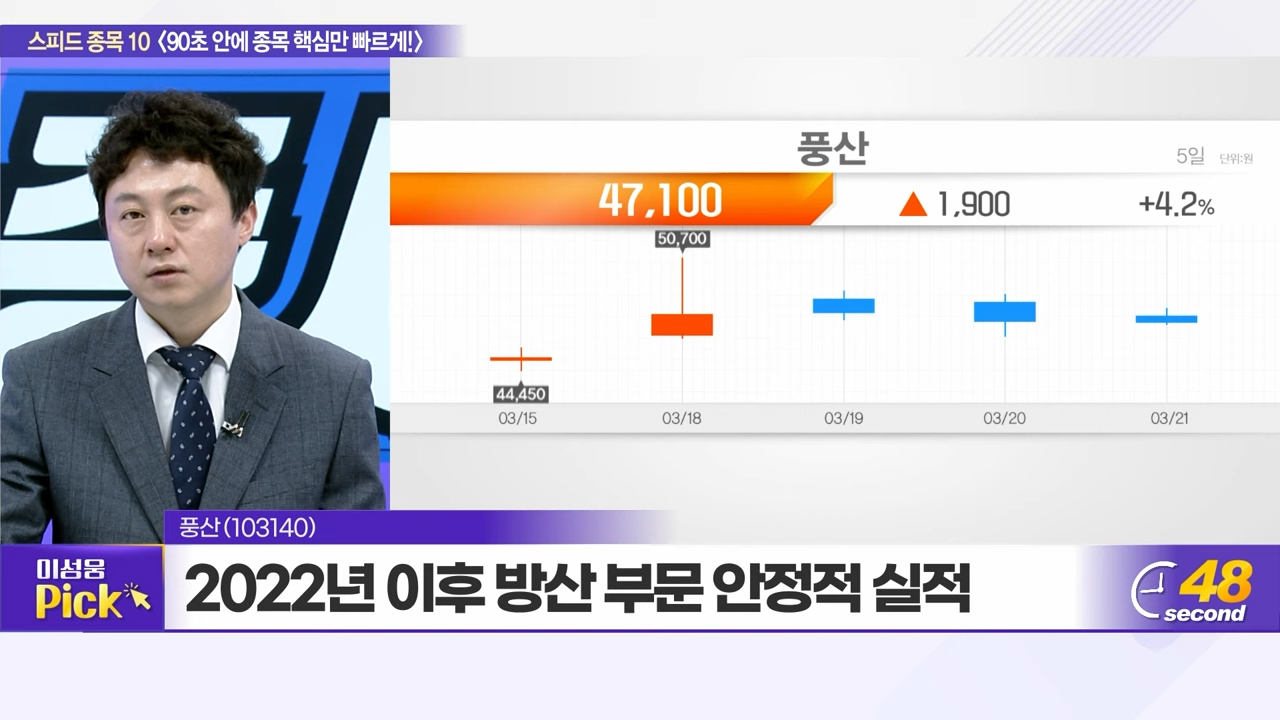 스피드 종목 10 〈90초 안에 종목 핵심만 빠르게!〉
풍산
5일 단위:원
47,100 ▲ 1,900 +4.2%
50,700
44,450
03/15 03/18 03/19 03/20 03/21
풍산(103140)
미성웅
Pick
2022년 이후 방산 부문 안정적 실적
48
second